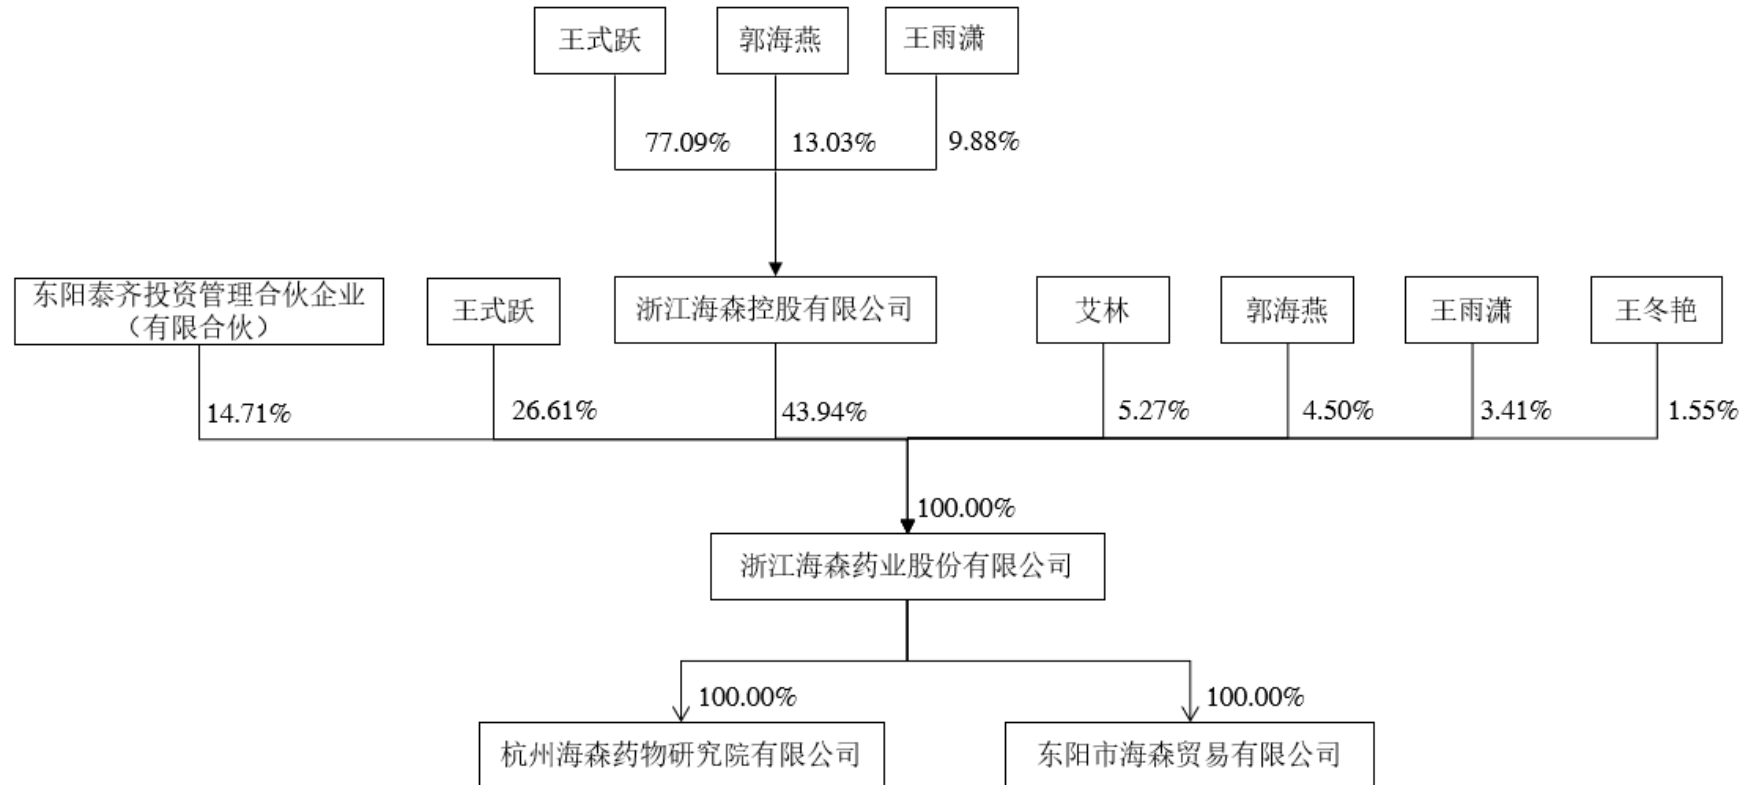 王式跃
郭海燕
王雨潇
77.09%
13.03%
9.88%
东阳泰齐投资管理合伙企业
（有限合伙）
王式跃
浙江海森控股有限公司
艾林
郭海燕
王雨潇
王冬艳
14.71%
26.61%
43.94%
5.27%
4.50%
3.41%
1.55%
100.00%
浙江海森药业股份有限公司
100.00%
100.00%
杭州海森药物研究院有限公司
东阳市海森贸易有限公司